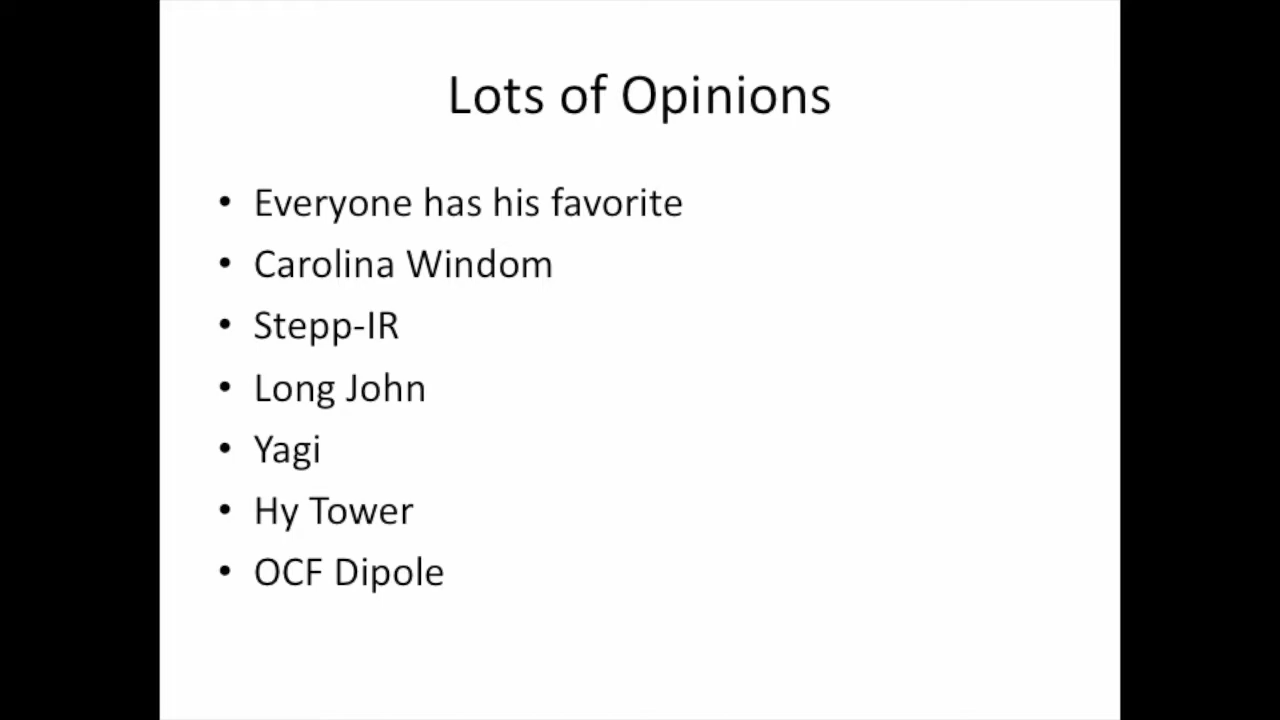 Lots of Opinions
• Everyone has his favorite
• Carolina Windom
• Stepp-IR
• Long John
• Yagi
• Hy Tower
• OCF Dipole